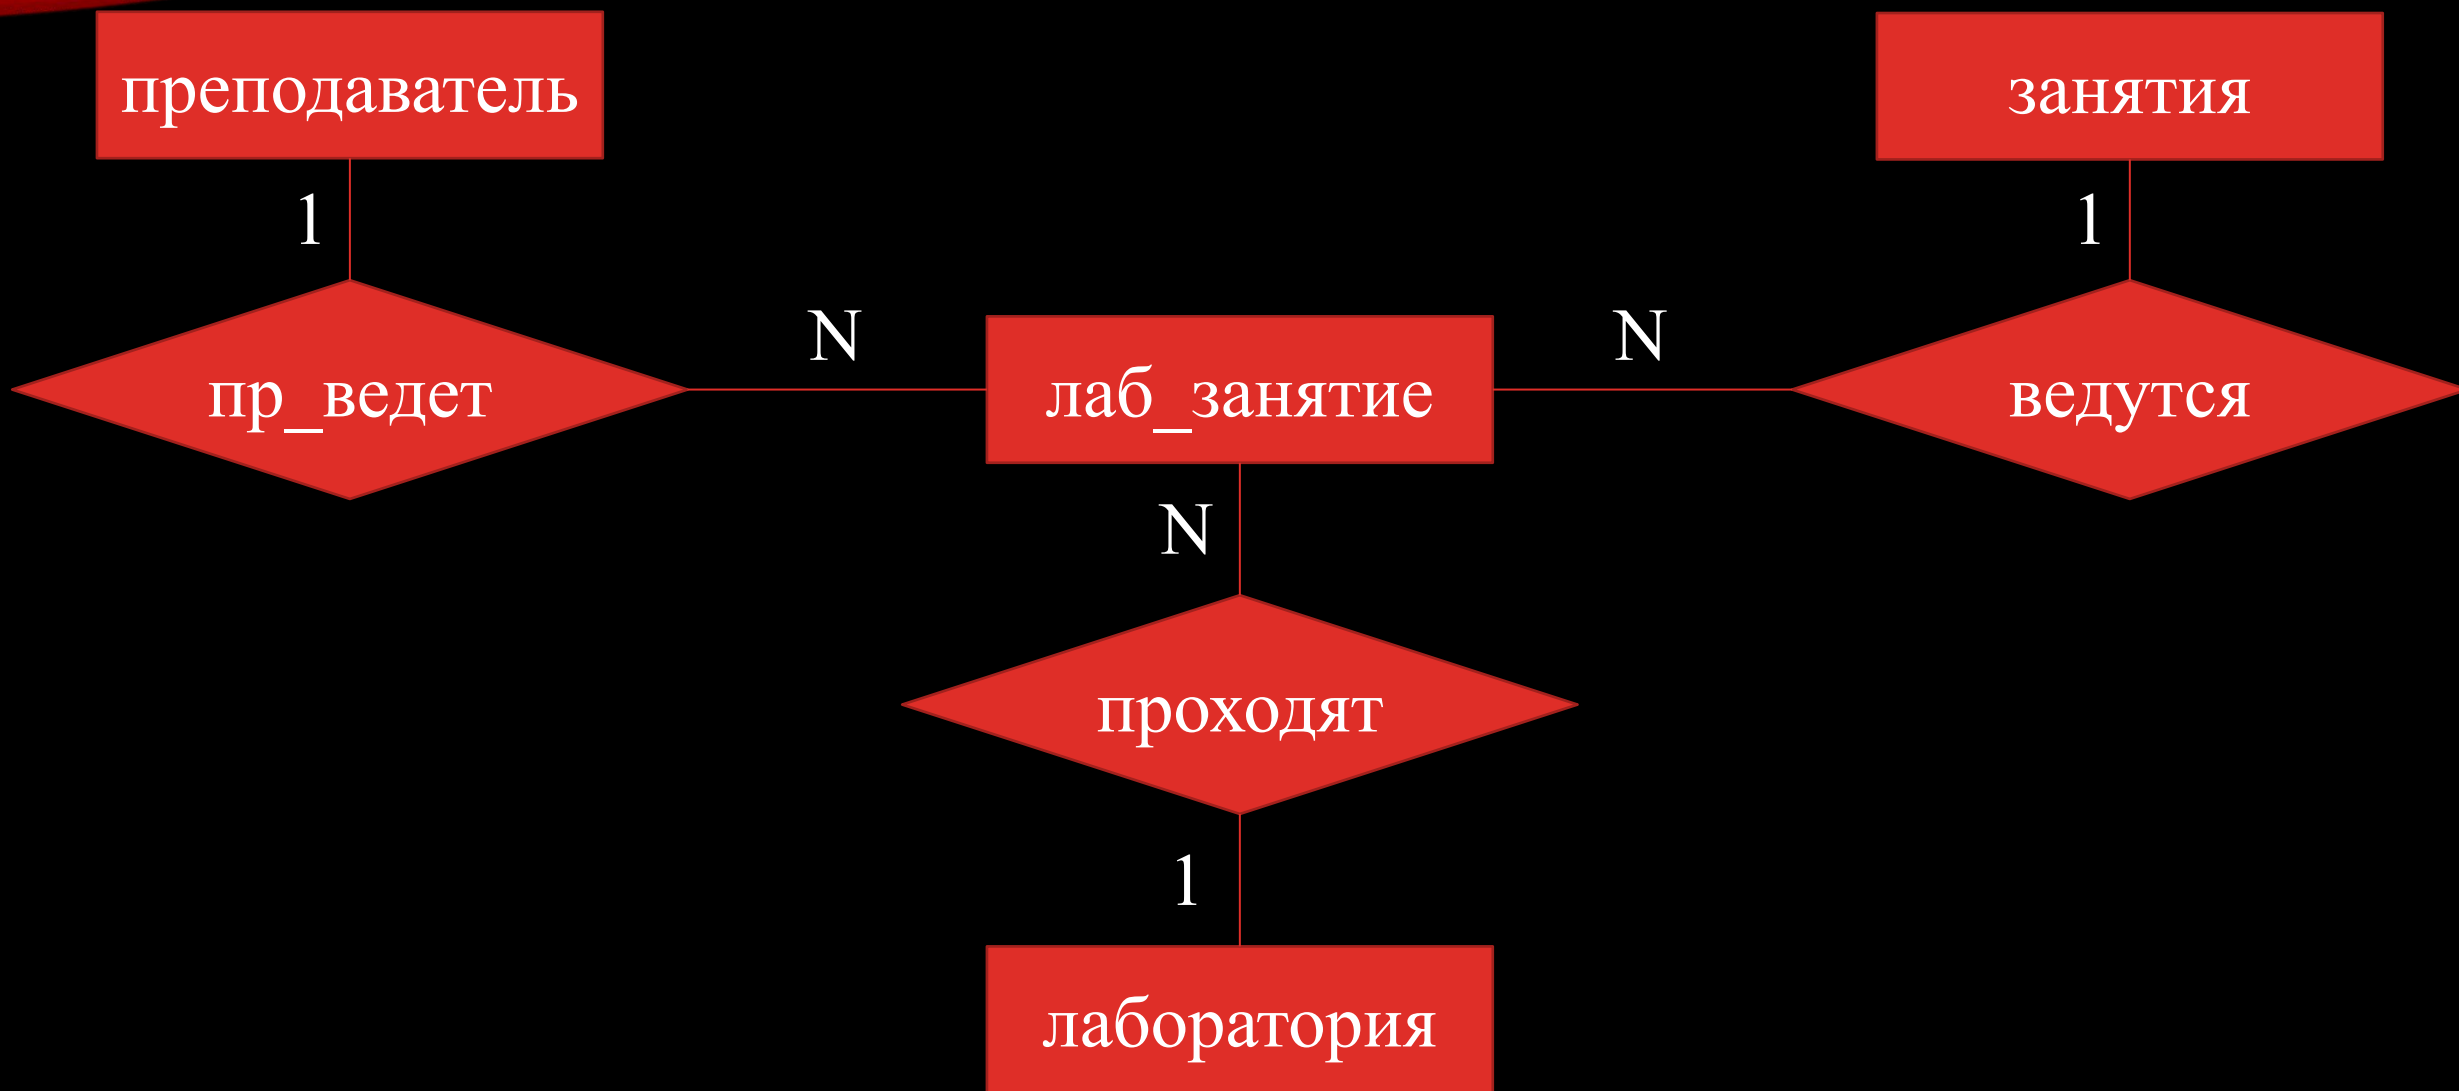 преподаватель
занятия
1
1
N
N
пр_ведет
лаб_занятие
ведутся
N
проходят
1
лаборатория